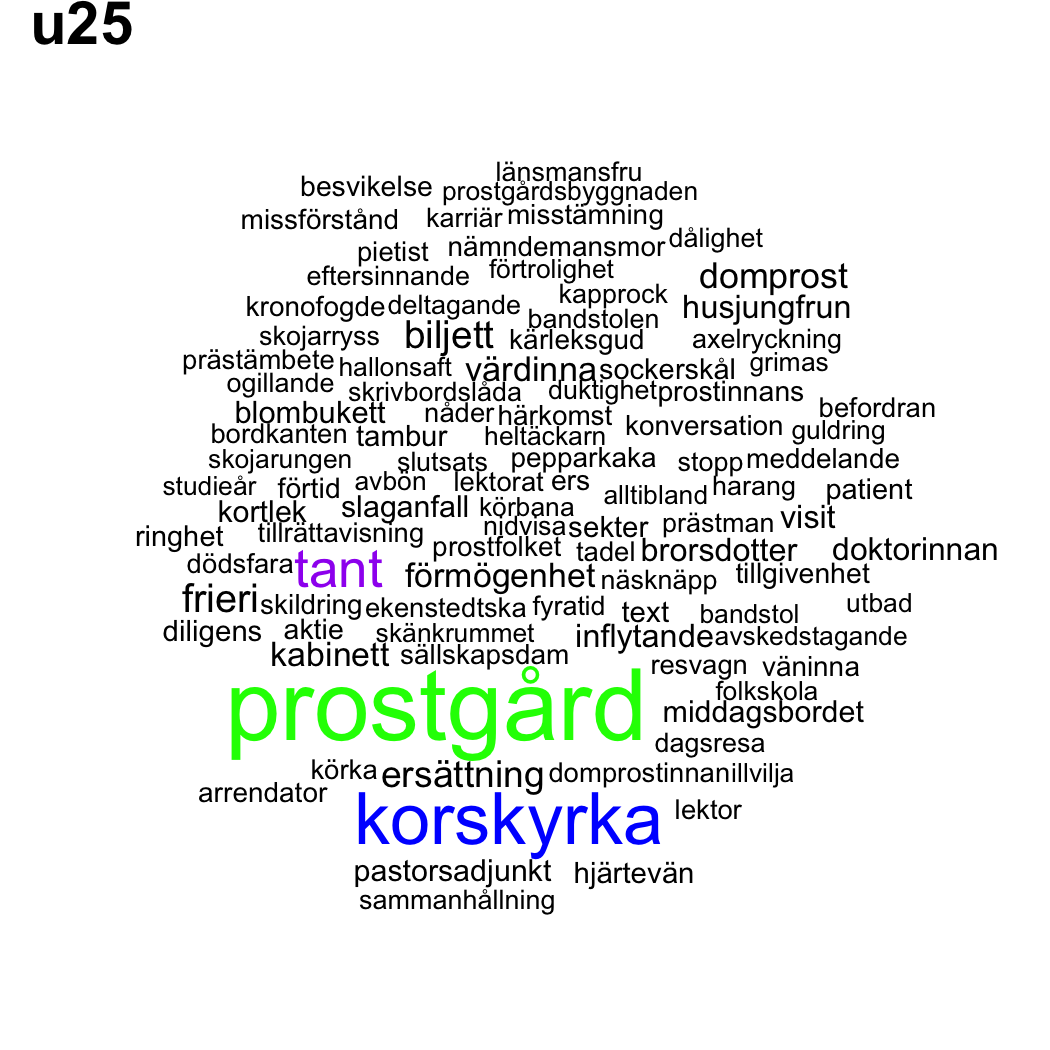 u25
länsmansfru
besvikelse prostgårdsbyggnaden
missförstånd karriär misstämning
pietist nämndemansmor dålighet
eftersinnande förtrolighet domprost
kronofogde deltagande kapprock husjungfrun
skojarryss biljett bandstolen kärleksgud axelryckning
prästämbete hallonsaft värdinna sockerskål grimas
ogillande skrivbordslåda duktighet prostinnans
blombukett nåder härkomst konversation befordran
bordkanten tambur heltäckarn guldring
skojarungen slutsats pepparkaka stopp meddelande
studieår förtid avbön lektorat ers alltibland harang patient
kortlek slaganfall körbana visit
ringhet tillrättavisning nidvisa sekter prästman
prostfolket tadel brorsdotter doktorinnan
dödsfara tant förmögenhet näsknäpp tillgivenhet
frieri skildring ekenstedtska fyratid text bandstol utbad
diligens aktie skänkrummet inflytande avskedstagande
kabinett sällskapsdam resvagn väninna
prostgård folkskola
middagsbordet
dagsresa
körka ersättning domprostinnan illvilja
arrendator korskyrka lektor
pastorsadjunkt hjärtevän
sammanhållning